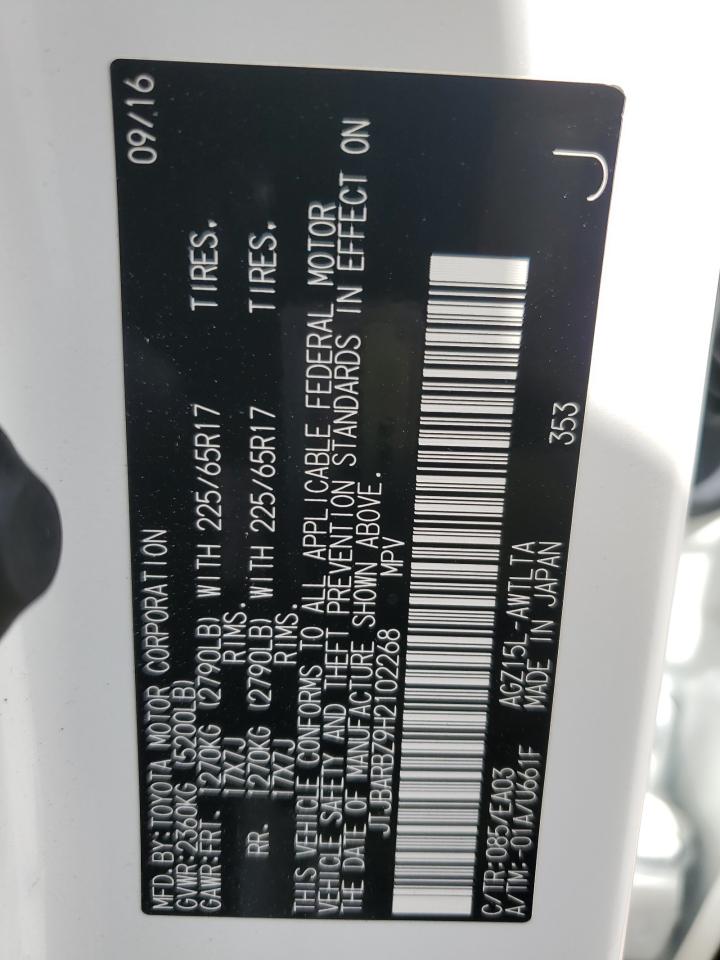 MFD.BY:TOYOTA MOTOR CORPORATION 09/16
GVWR:2360KG (5200LB)
GAWR:FRT. 1270KG (2790LB) WITH 225/65R17 TIRES,
17X7J RIMS.
RR. 1270KG (2790LB) WITH 225/65R17 TIRES,
17X7J RIMS.
THIS VEHICLE CONFORMS TO ALL APPLICABLE FEDERAL MOTOR
VEHICLE SAFETY AND THEFT PREVENTION STANDARDS IN EFFECT ON
THE DATE OF MANUFACTURE SHOWN ABOVE.
JTJBARBZ9H2102268 MPV
C/TR:085/EA03 AGZ15L-AWTLTA 353 J
A/TM:-01A/U661F MADE IN JAPAN